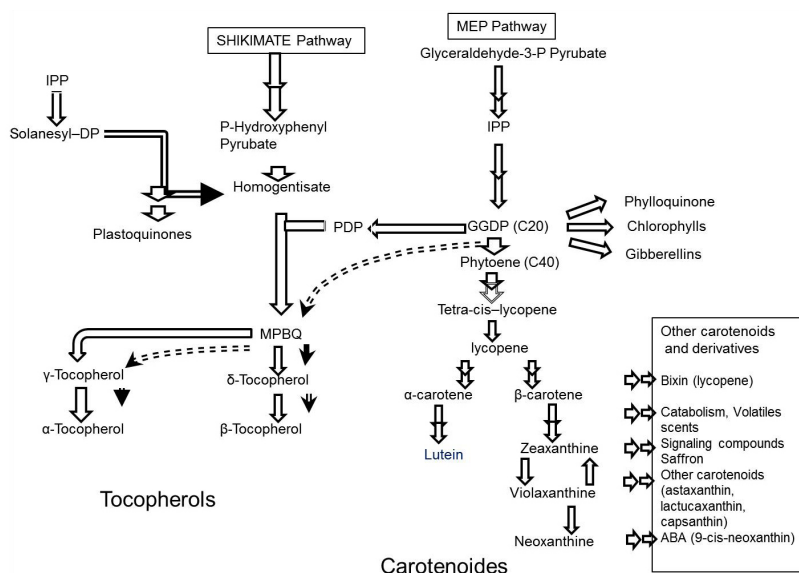 SHIKIMATE Pathway
MEP Pathway
Glyceraldehyde-3-P Pyrubate
IPP
Solanesyl–DP
P-Hydroxyphenyl
Pyrubate
IPP
Homogentisate
Plastoquinones
PDP
GGDP (C20)
Phylloquinone
Chlorophylls
Gibberellins
Phytoene (C40)
Tetra-cis–lycopene
MPBQ
lycopene
γ-Tocopherol
δ-Tocopherol
α-Tocopherol
β-Tocopherol
α-carotene
β-carotene
Lutein
Zeaxanthine
Violaxanthine
Neoxanthine
Other carotenoids
and derivatives
Bixin (lycopene)
Catabolism, Volatiles
scents
Signaling compounds
Saffron
Other carotenoids
(astaxanthin,
lactucaxanthin,
capsanthin)
ABA (9-cis-neoxanthin)
Tocopherols
Carotenoides